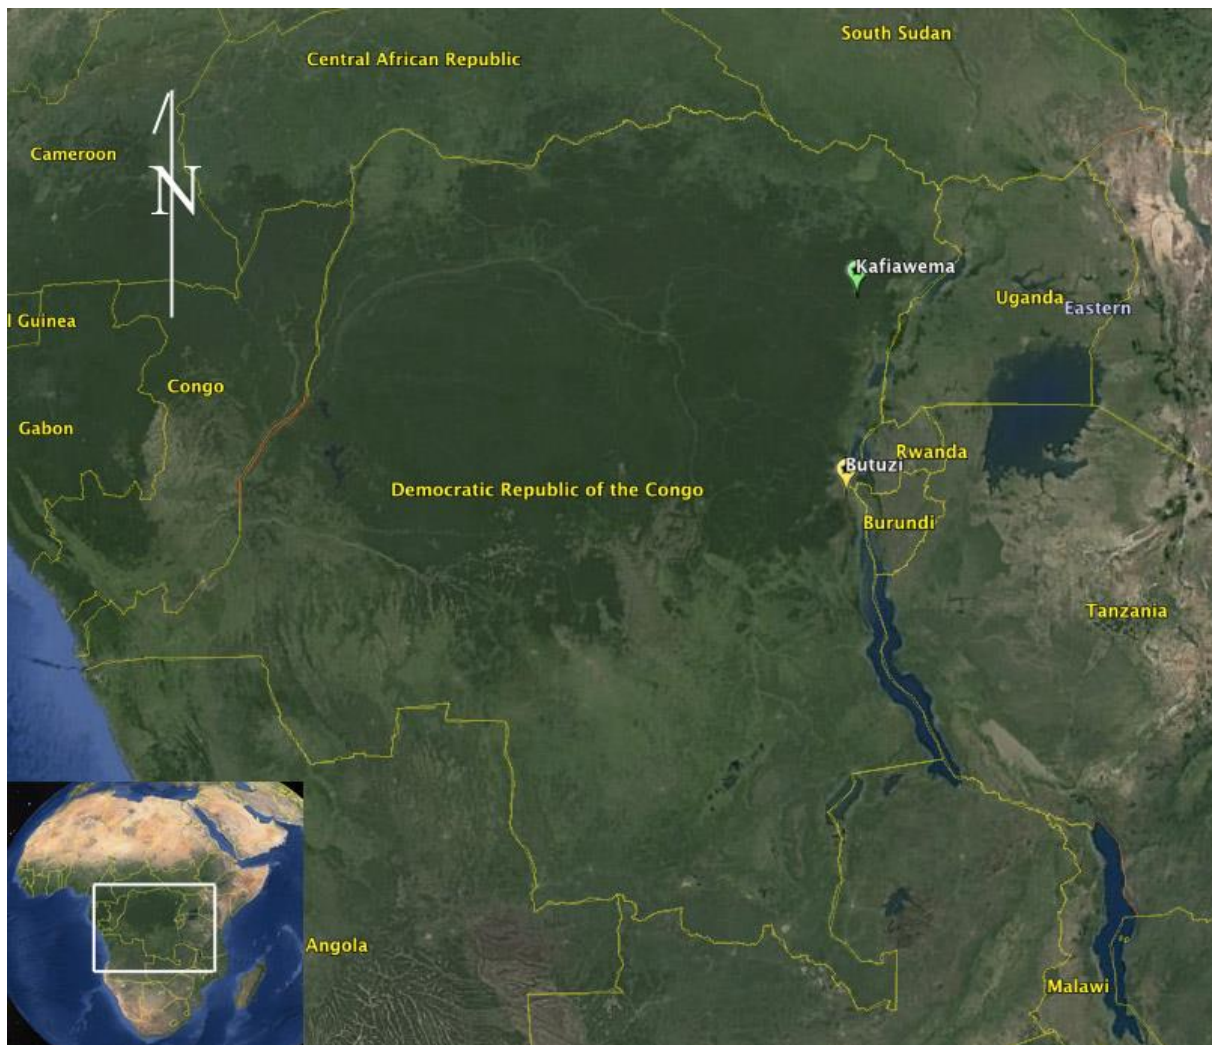 South Sudan
Central African Republic
Cameroon
N
Kafiawema
Uganda
Eastern
l Guinea
Congo
Gabon
Rwanda
Butuzi
Democratic Republic of the Congo
Burundi
Tanzania
Angola
Malawi